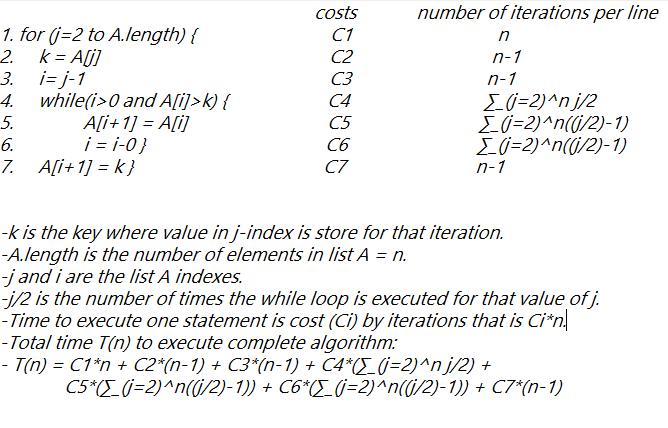 costs number of iterations per line
1. for (j=2 to A.length) { C1 n
2. k = A[j] C2 n-1
3. i= j-1 C3 n-1
4. while(i>0 and A[i]>k) { C4 ∑_(j=2)^n j/2
5. A[i+1] = A[i] C5 ∑_(j=2)^n((j/2)-1)
6. i = i-0 } C6 ∑_(j=2)^n((j/2)-1)
7. A[i+1] = k } C7 n-1
-k is the key where value in j-index is store for that iteration.
-A.length is the number of elements in list A = n.
-j and i are the list A indexes.
-j/2 is the number of times the while loop is executed for that value of j.
-Time to execute one statement is cost (Ci) by iterations that is Ci*n.
-Total time T(n) to execute complete algorithm:
- T(n) = C1*n + C2*(n-1) + C3*(n-1) + C4*(∑_(j=2)^n j/2) +
C5*(∑_(j=2)^n((j/2)-1)) + C6*(∑_(j=2)^n((j/2)-1)) + C7*(n-1)